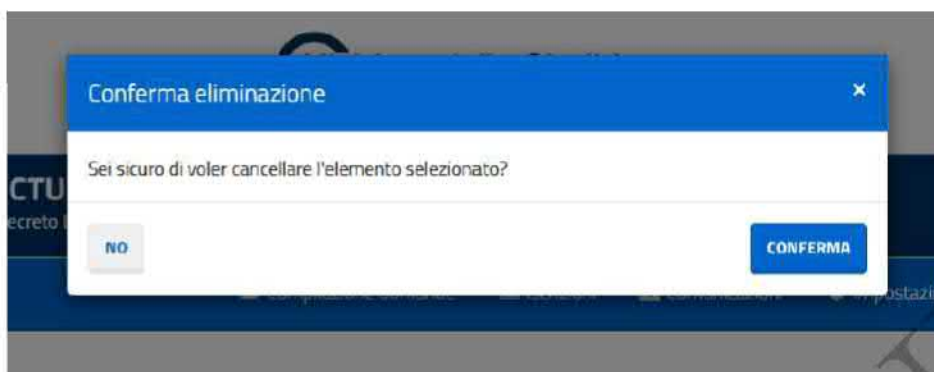 Conferma eliminazione ×
Sei sicuro di voler cancellare l'elemento selezionato?
CTU
ecreto
NO
CONFERMA